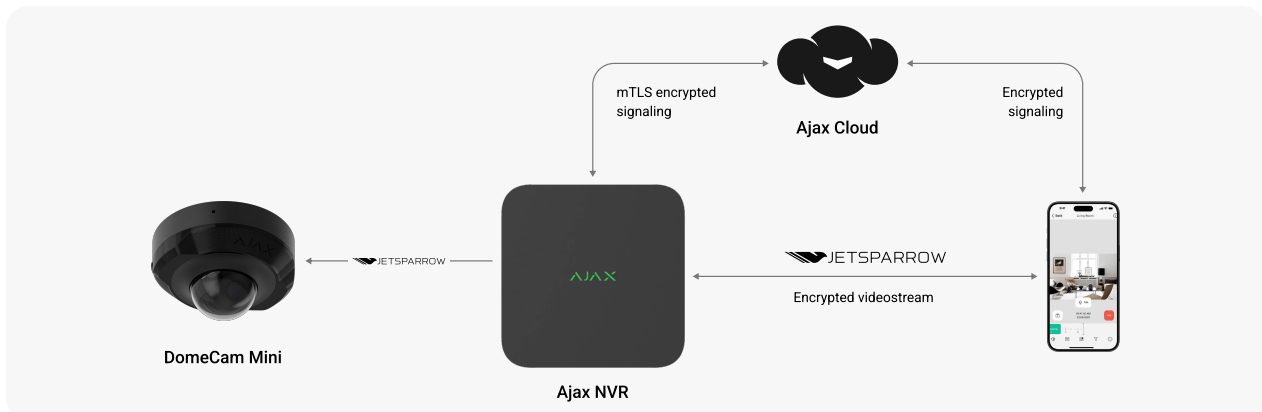 mTLS encrypted
signaling
Encrypted
signaling
Ajax Cloud
AJAX
JETSPARROW
AJAX
JETSPARROW
Encrypted videostream
DomeCam Mini
Ajax NVR